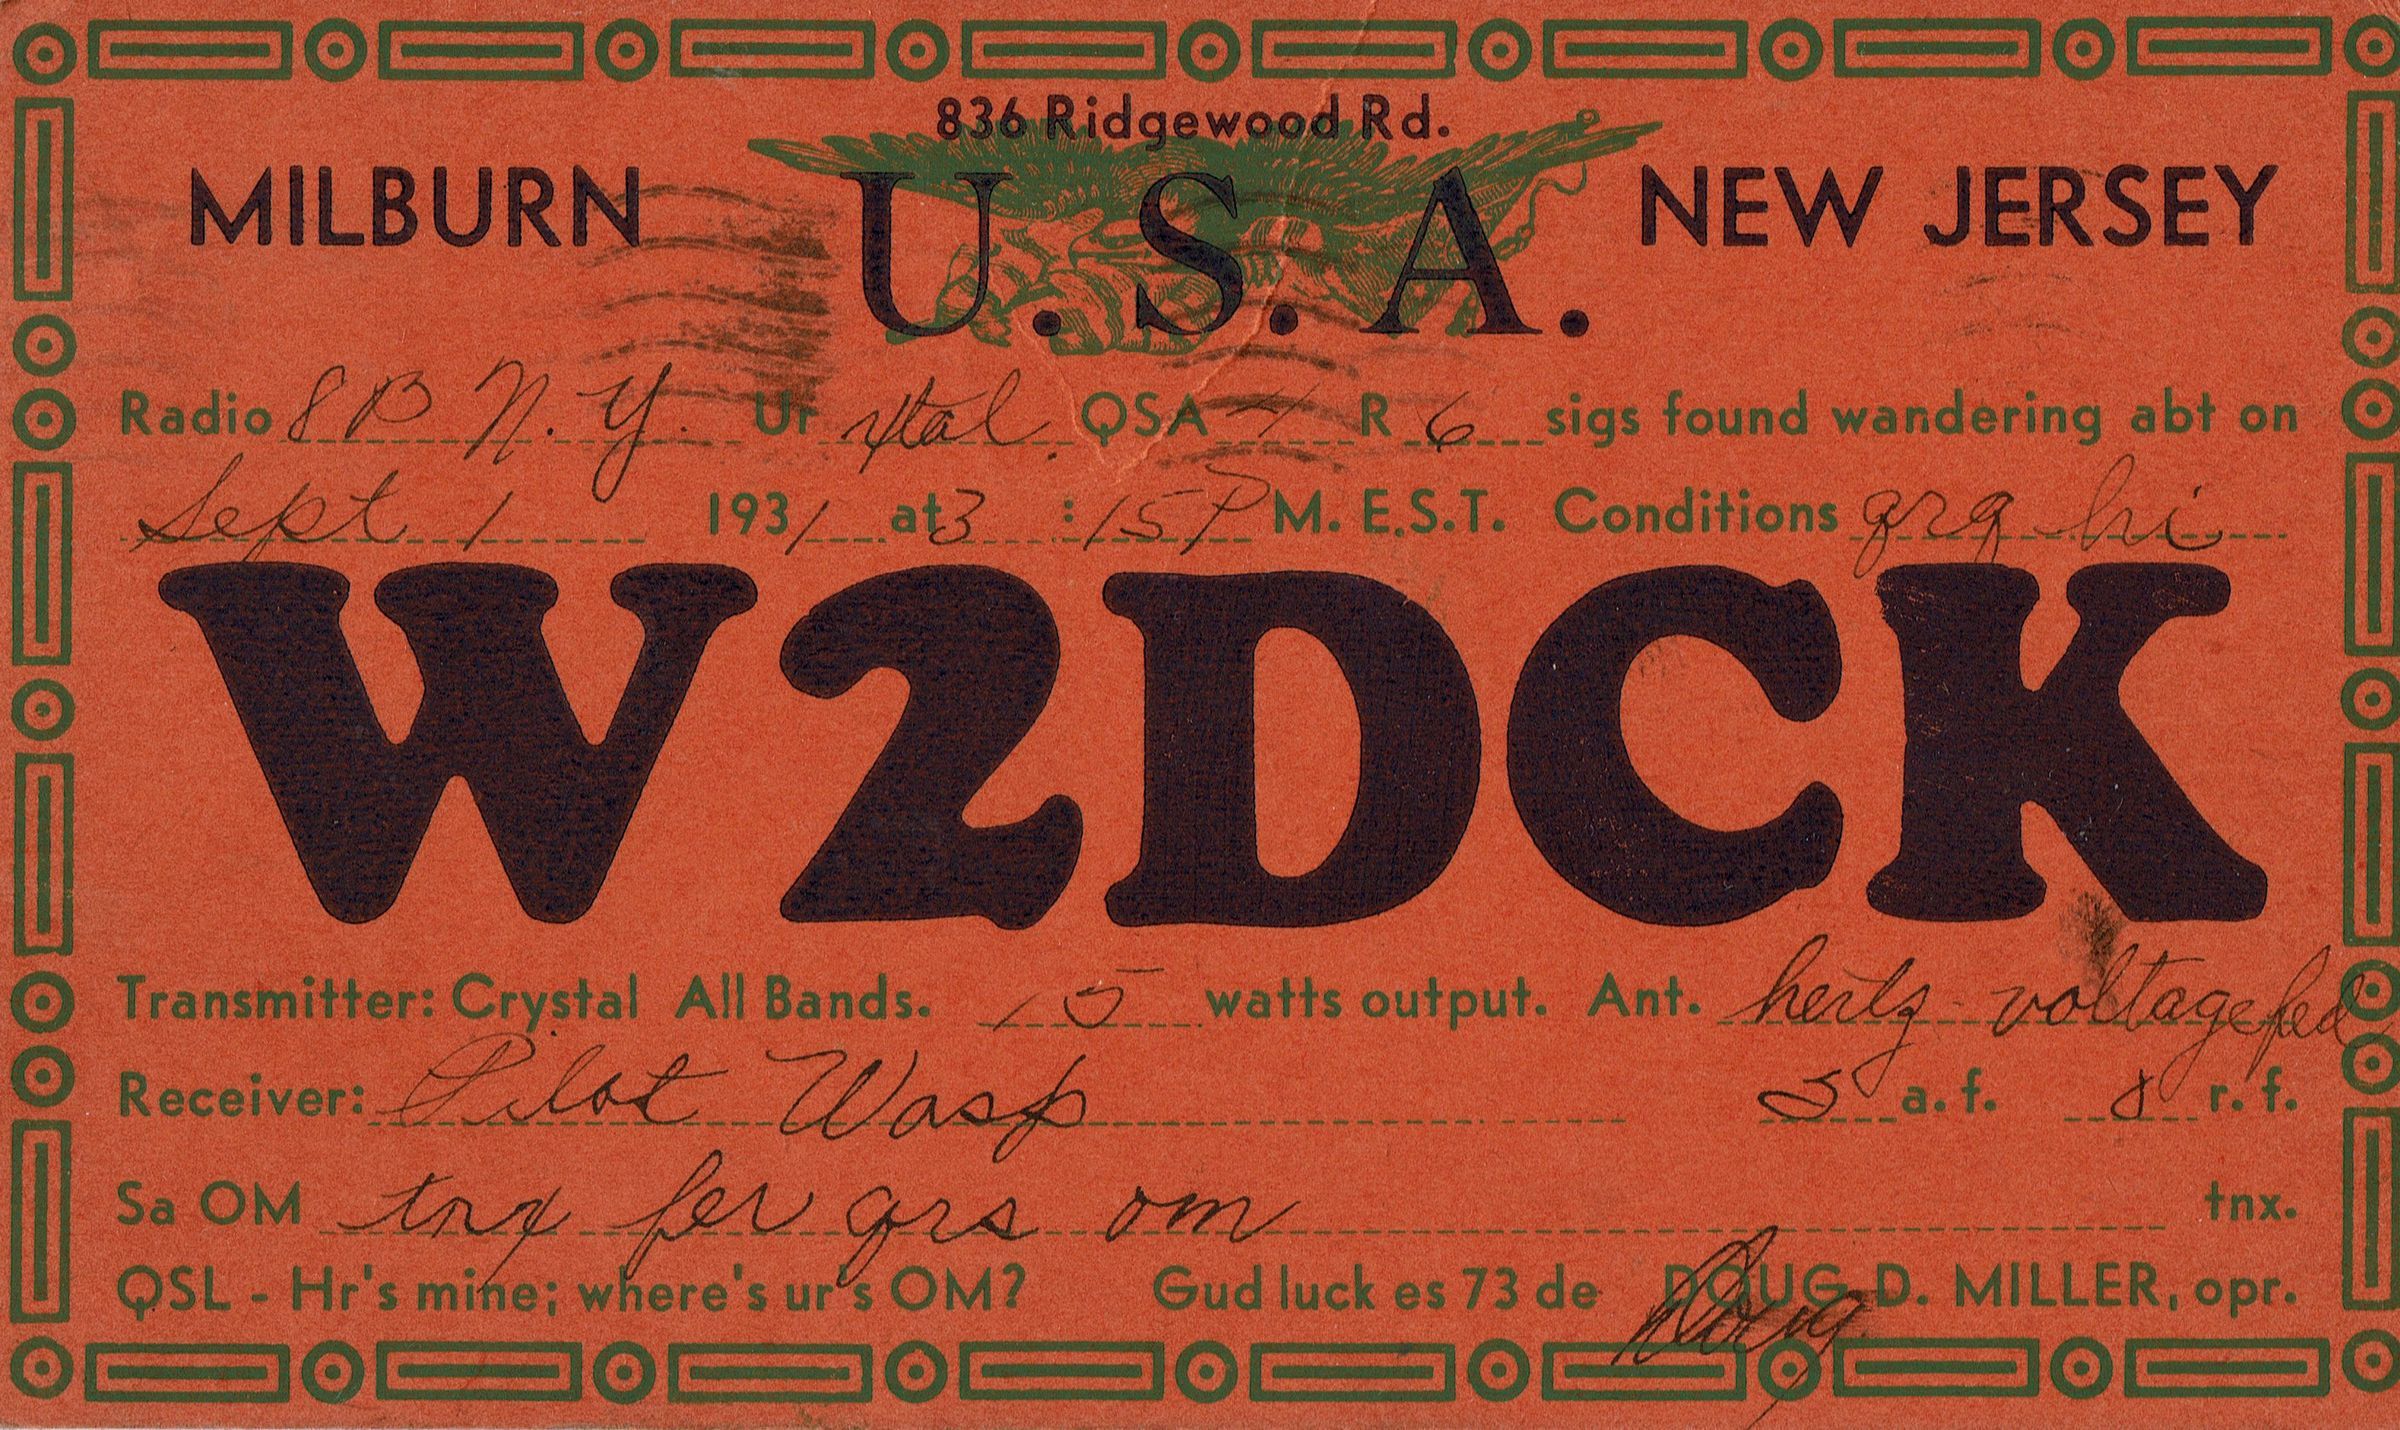 836 Ridgewood Rd.
MILBURN U.S.A. NEW JERSEY
Radio 8B N.Y. Ur xtal. QSA 4 R 6 sigs found wandering abt on
Sept 1 1931 at 3:15 P M. E.S.T. Conditions qrq hi
W2DCK
Transmitter: Crystal All Bands. 15 watts output. Ant. hertz - voltage fed
Receiver: Pilot Wasp 5 a.f. 8 r.f.
Sa OM tnx fer qrs om tnx.
QSL - Hr's mine; where's ur's OM? Gud luck es 73 de DOUG D. MILLER, opr.
Doug